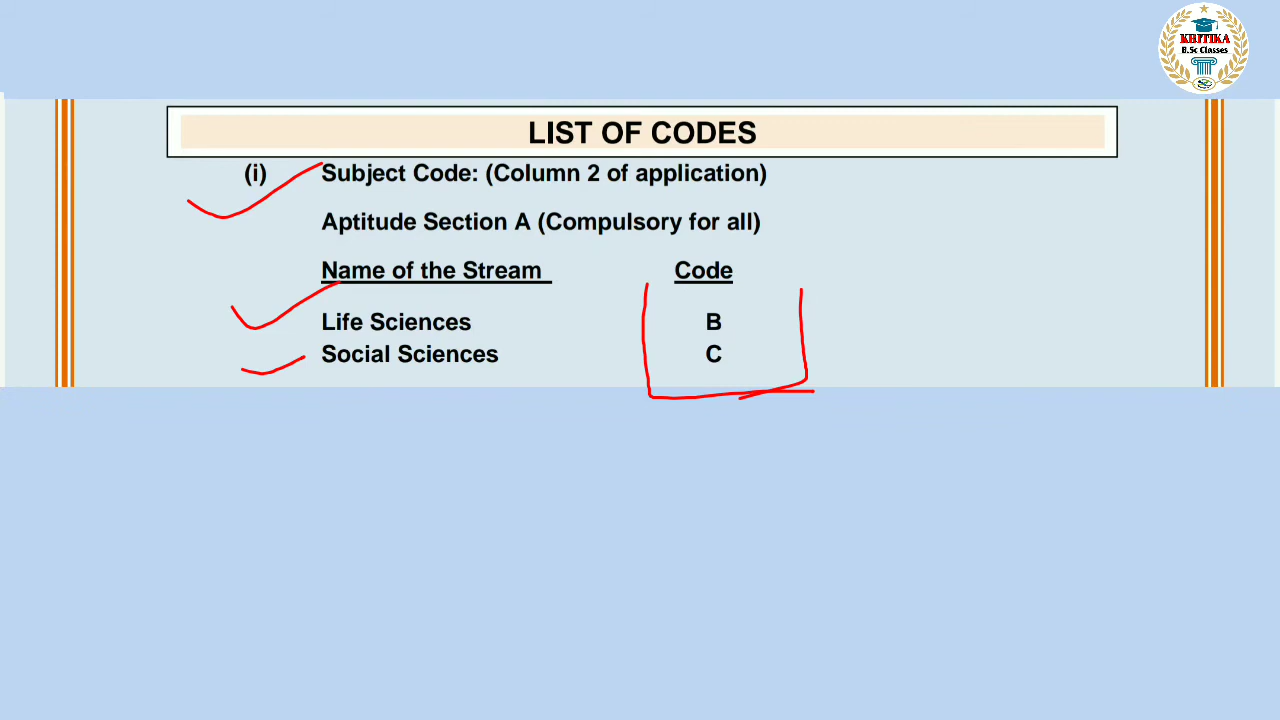 KHITIKA
B.Sc Classes
LIST OF CODES
(i) Subject Code: (Column 2 of application)
Aptitude Section A (Compulsory for all)
Name of the Stream Code
Life Sciences B
Social Sciences C